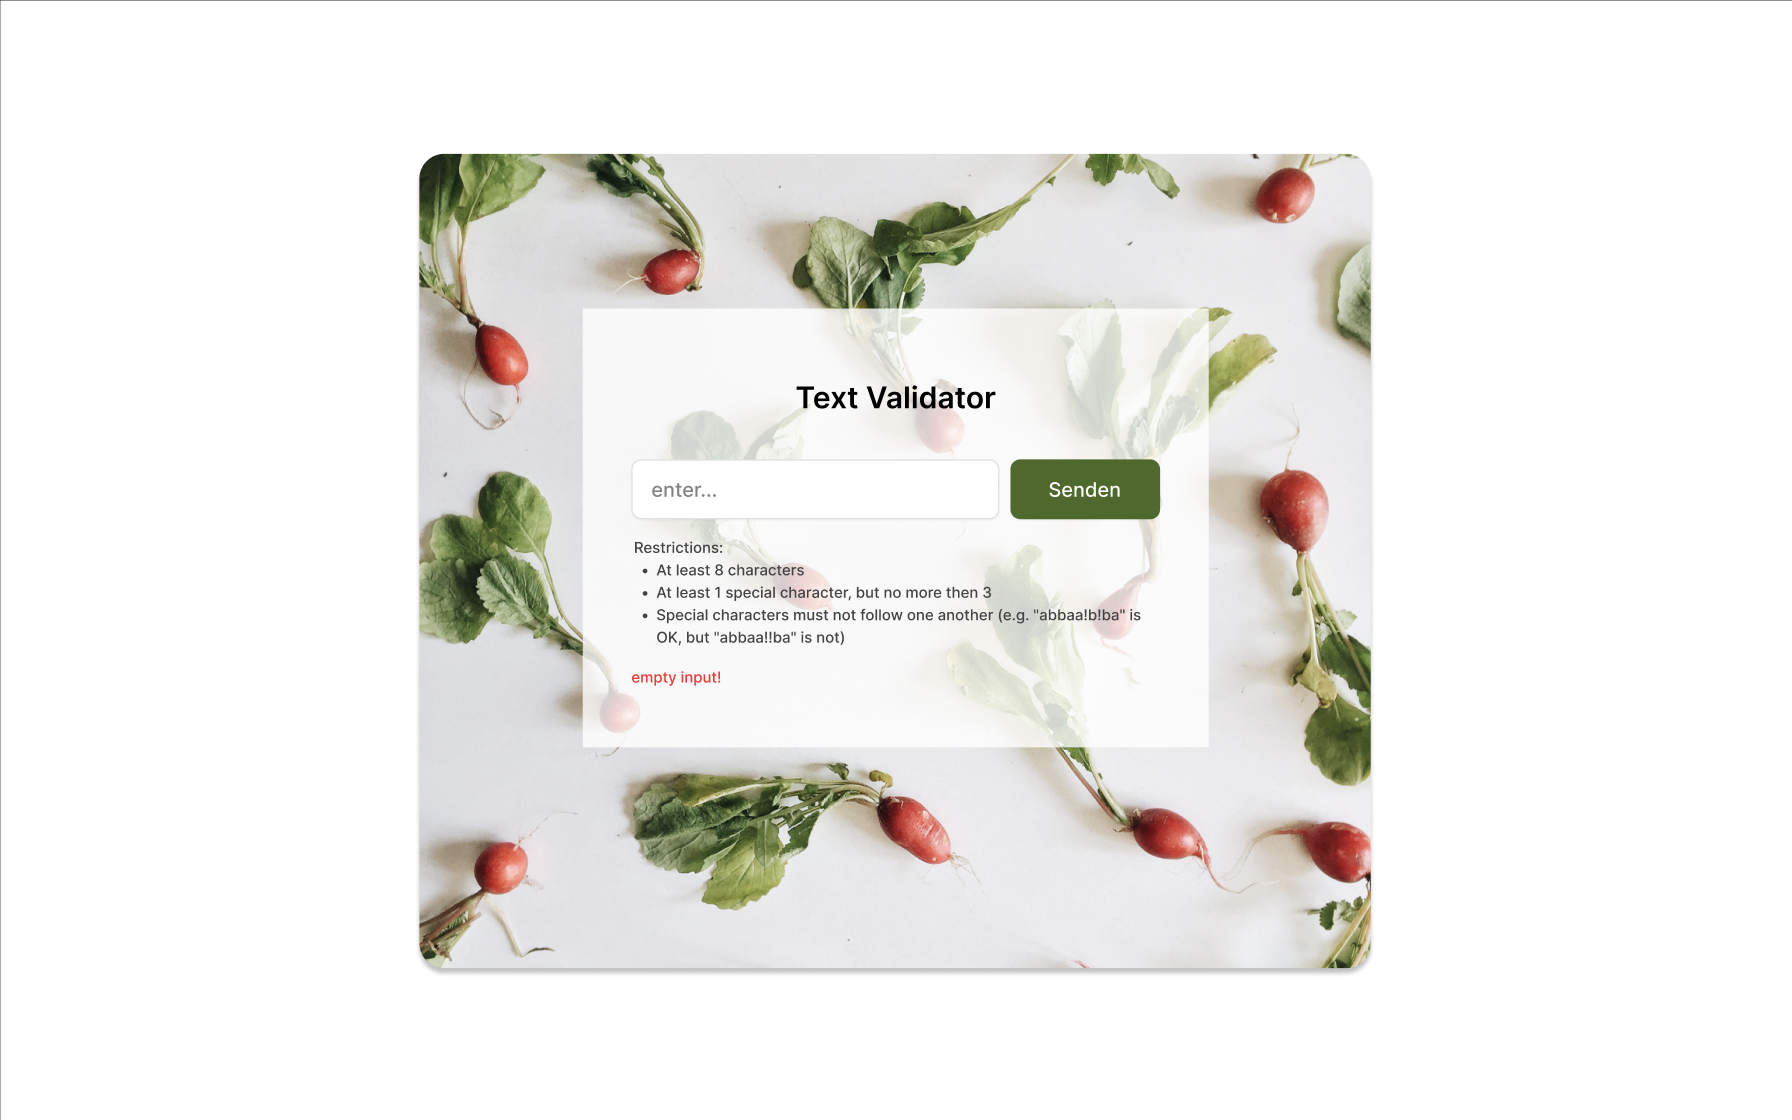 Text Validator
enter...
Senden
Restrictions:
• At least 8 characters
• At least 1 special character, but no more then 3
• Special characters must not follow one another (e.g. "abbaa!b!ba" is
OK, but "abbaa!!ba" is not)
empty input!